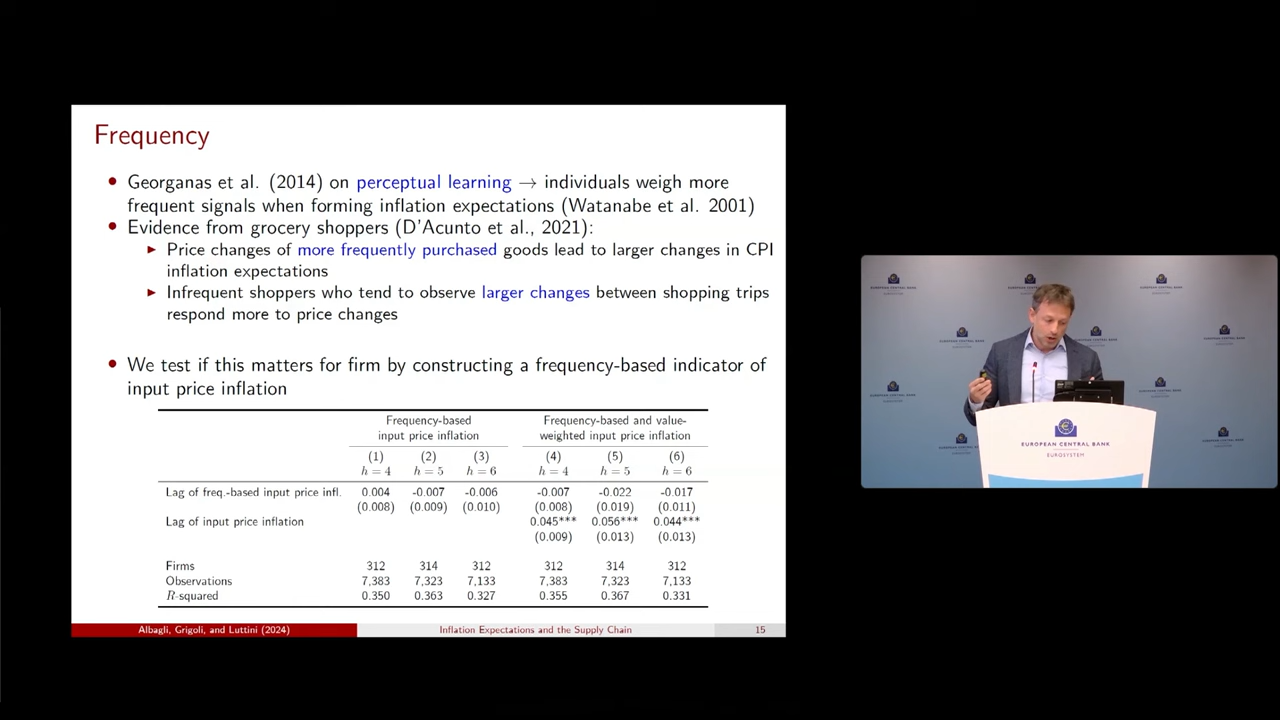 Frequency
• Georganas et al. (2014) on perceptual learning → individuals weigh more
frequent signals when forming inflation expectations (Watanabe et al. 2001)
• Evidence from grocery shoppers (D'Acunto et al., 2021):
▶ Price changes of more frequently purchased goods lead to larger changes in CPI
inflation expectations
▶ Infrequent shoppers who tend to observe larger changes between shopping trips
respond more to price changes
• We test if this matters for firm by constructing a frequency-based indicator of
input price inflation
Frequency-based Frequency-based and value-
input price inflation weighted input price inflation
(1) (2) (3) (4) (5) (6)
h = 4 h = 5 h = 6 h = 4 h = 5 h = 6
Lag of freq.-based input price infl. 0.004 -0.007 -0.006 -0.007 -0.022 -0.017
(0.008) (0.009) (0.010) (0.008) (0.019) (0.011)
Lag of input price inflation 0.045*** 0.056*** 0.044***
(0.009) (0.013) (0.013)
Firms 312 314 312 312 314 312
Observations 7,383 7,323 7,133 7,383 7,323 7,133
R-squared 0.350 0.363 0.327 0.355 0.367 0.331
Albagli, Grigoli, and Luttini (2024) Inflation Expectations and the Supply Chain 15
EUROPEAN CENTRAL BANK
EUROSYSTEM